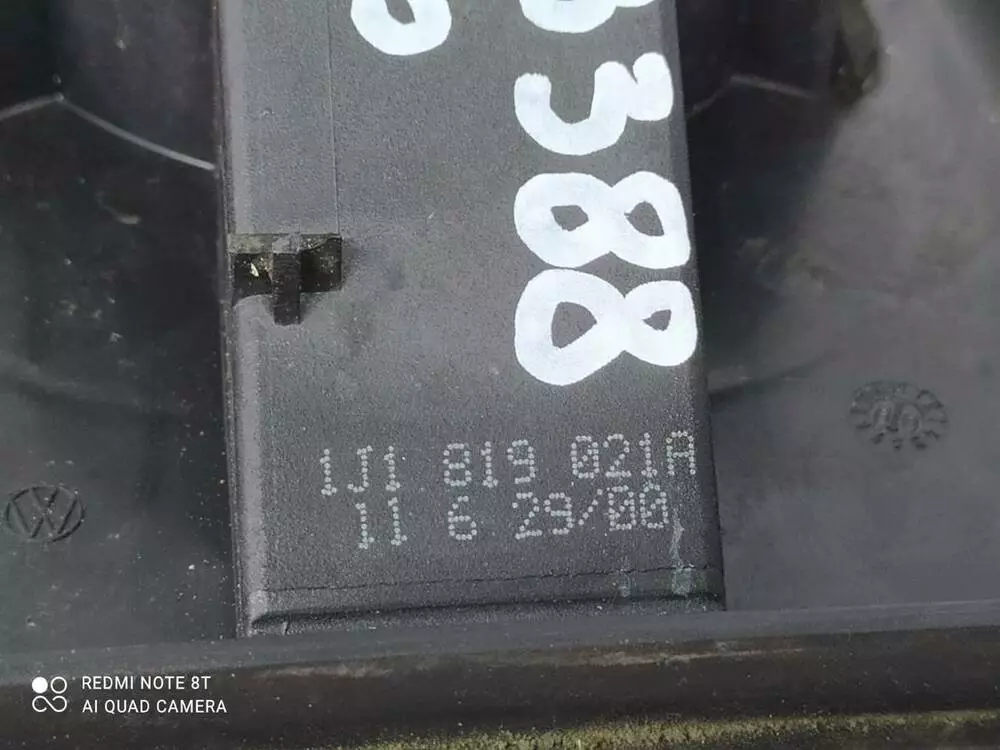 388
1J1 819 021A
11 6 29/00
REDMI NOTE 8T
AI QUAD CAMERA